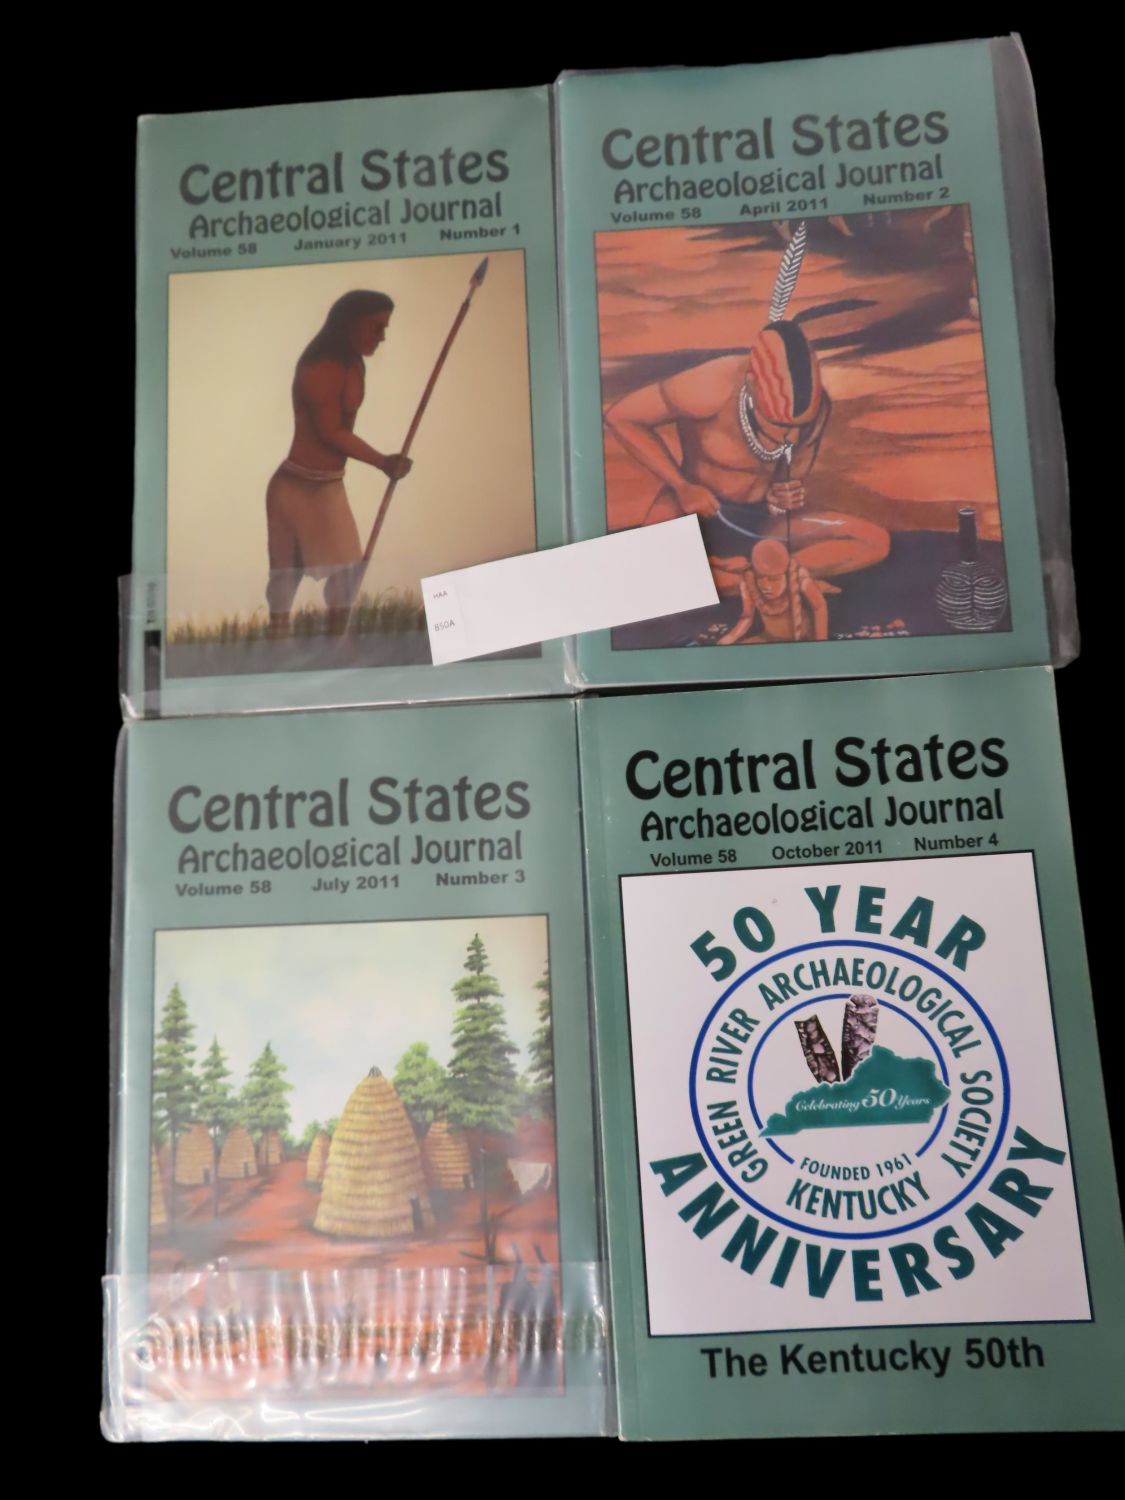 Central States
Archaeological Journal
Volume 58 January 2011 Number 1
Central States
Archaeological Journal
Volume 58 April 2011 Number 2
HAA
850A
Central States
Archaeological Journal
Volume 58 July 2011 Number 3
Central States
Archaeological Journal
Volume 58 October 2011 Number 4
50 YEAR
GREEN RIVER ARCHAEOLOGICAL SOCIETY
Celebrating 50 Years
FOUNDED 1961
KENTUCKY
ANNIVERSARY
The Kentucky 50th